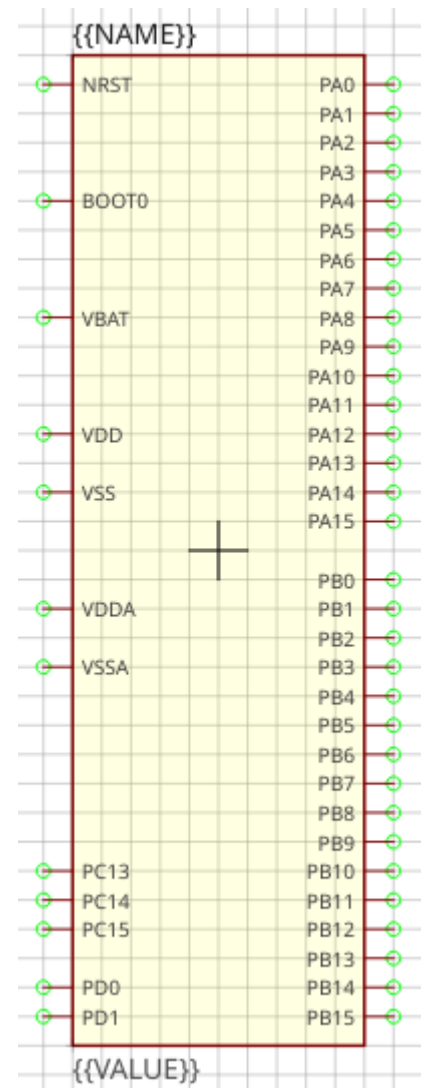 {{NAME}}
NRST PA0
PA1
PA2
PA3
BOOT0 PA4
PA5
PA6
PA7
VBAT PA8
PA9
PA10
PA11
VDD PA12
PA13
VSS PA14
PA15
PB0
VDDA PB1
PB2
VSSA PB3
PB4
PB5
PB6
PB7
PB8
PB9
PC13 PB10
PC14 PB11
PC15 PB12
PB13
PD0 PB14
PD1 PB15
{{VALUE}}